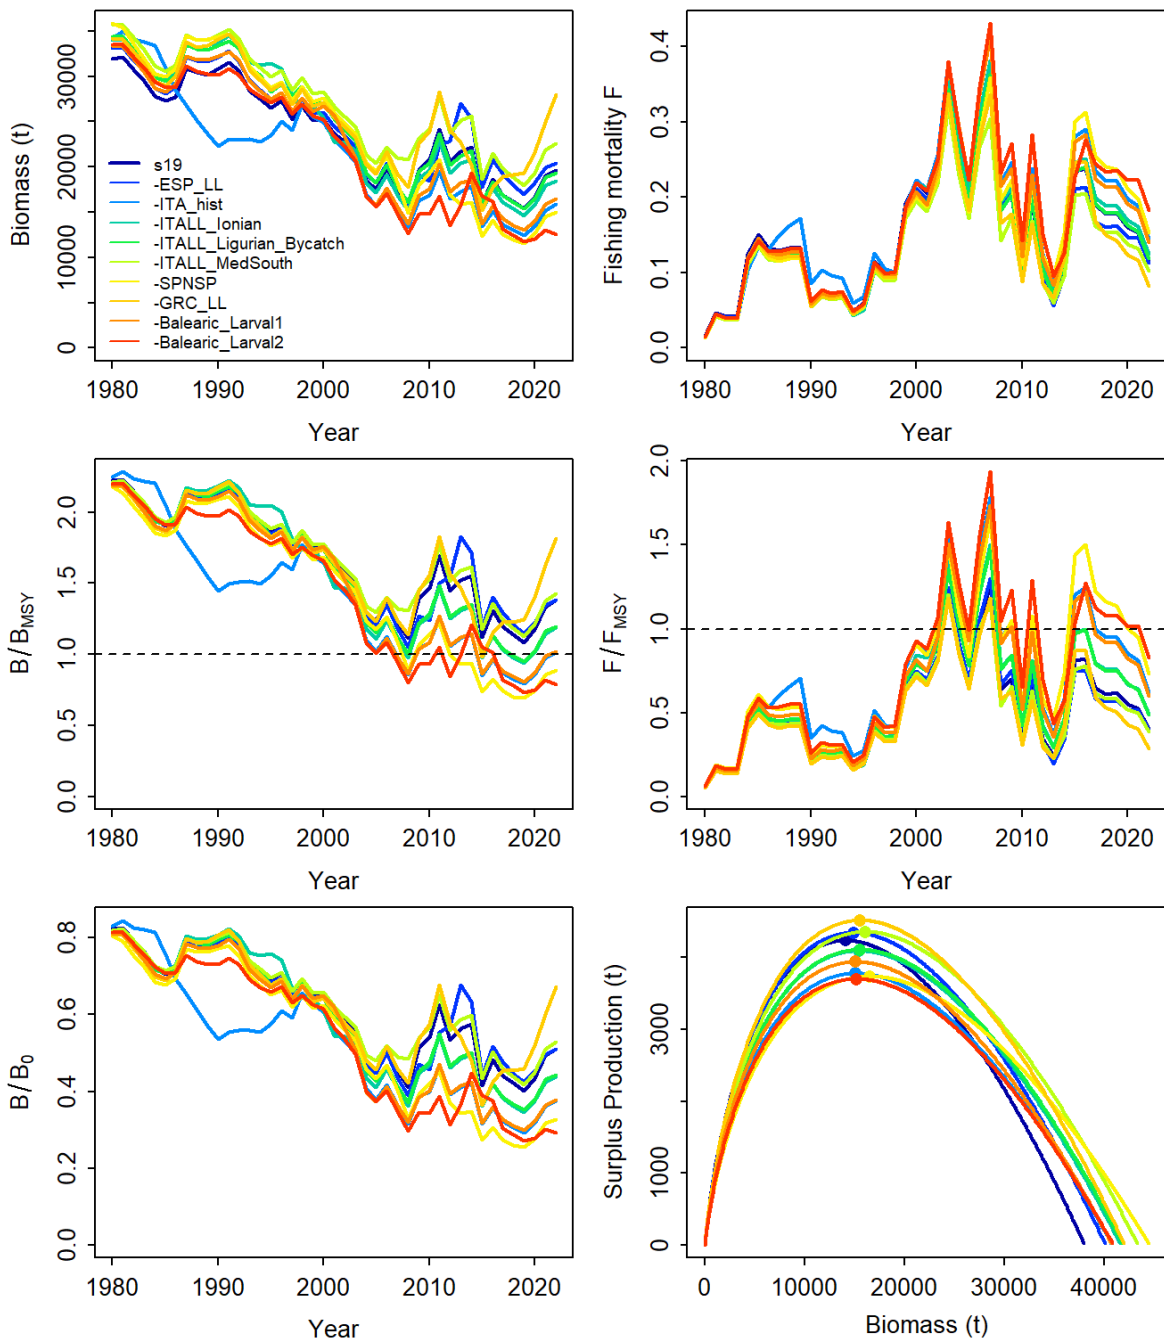 Biomass (t)
0
10000
20000
30000
s19
-ESP_LL
-ITA_hist
-ITALL_Ionian
-ITALL_Ligurian_Bycatch
-ITALL_MedSouth
-SPNSP
-GRC_LL
-Balearic_Larval1
-Balearic_Larval2
1980 1990 2000 2010 2020
Year
Fishing mortality F
0.0
0.1
0.2
0.3
0.4
1980 1990 2000 2010 2020
Year
B/B_MSY
0.0
0.5
1.0
1.5
2.0
1980 1990 2000 2010 2020
Year
F/F_MSY
0.0
0.5
1.0
1.5
2.0
1980 1990 2000 2010 2020
Year
B/B_0
0.0
0.2
0.4
0.6
0.8
1980 1990 2000 2010 2020
Year
Surplus Production (t)
0
1000
3000
0 10000 20000 30000 40000
Biomass (t)